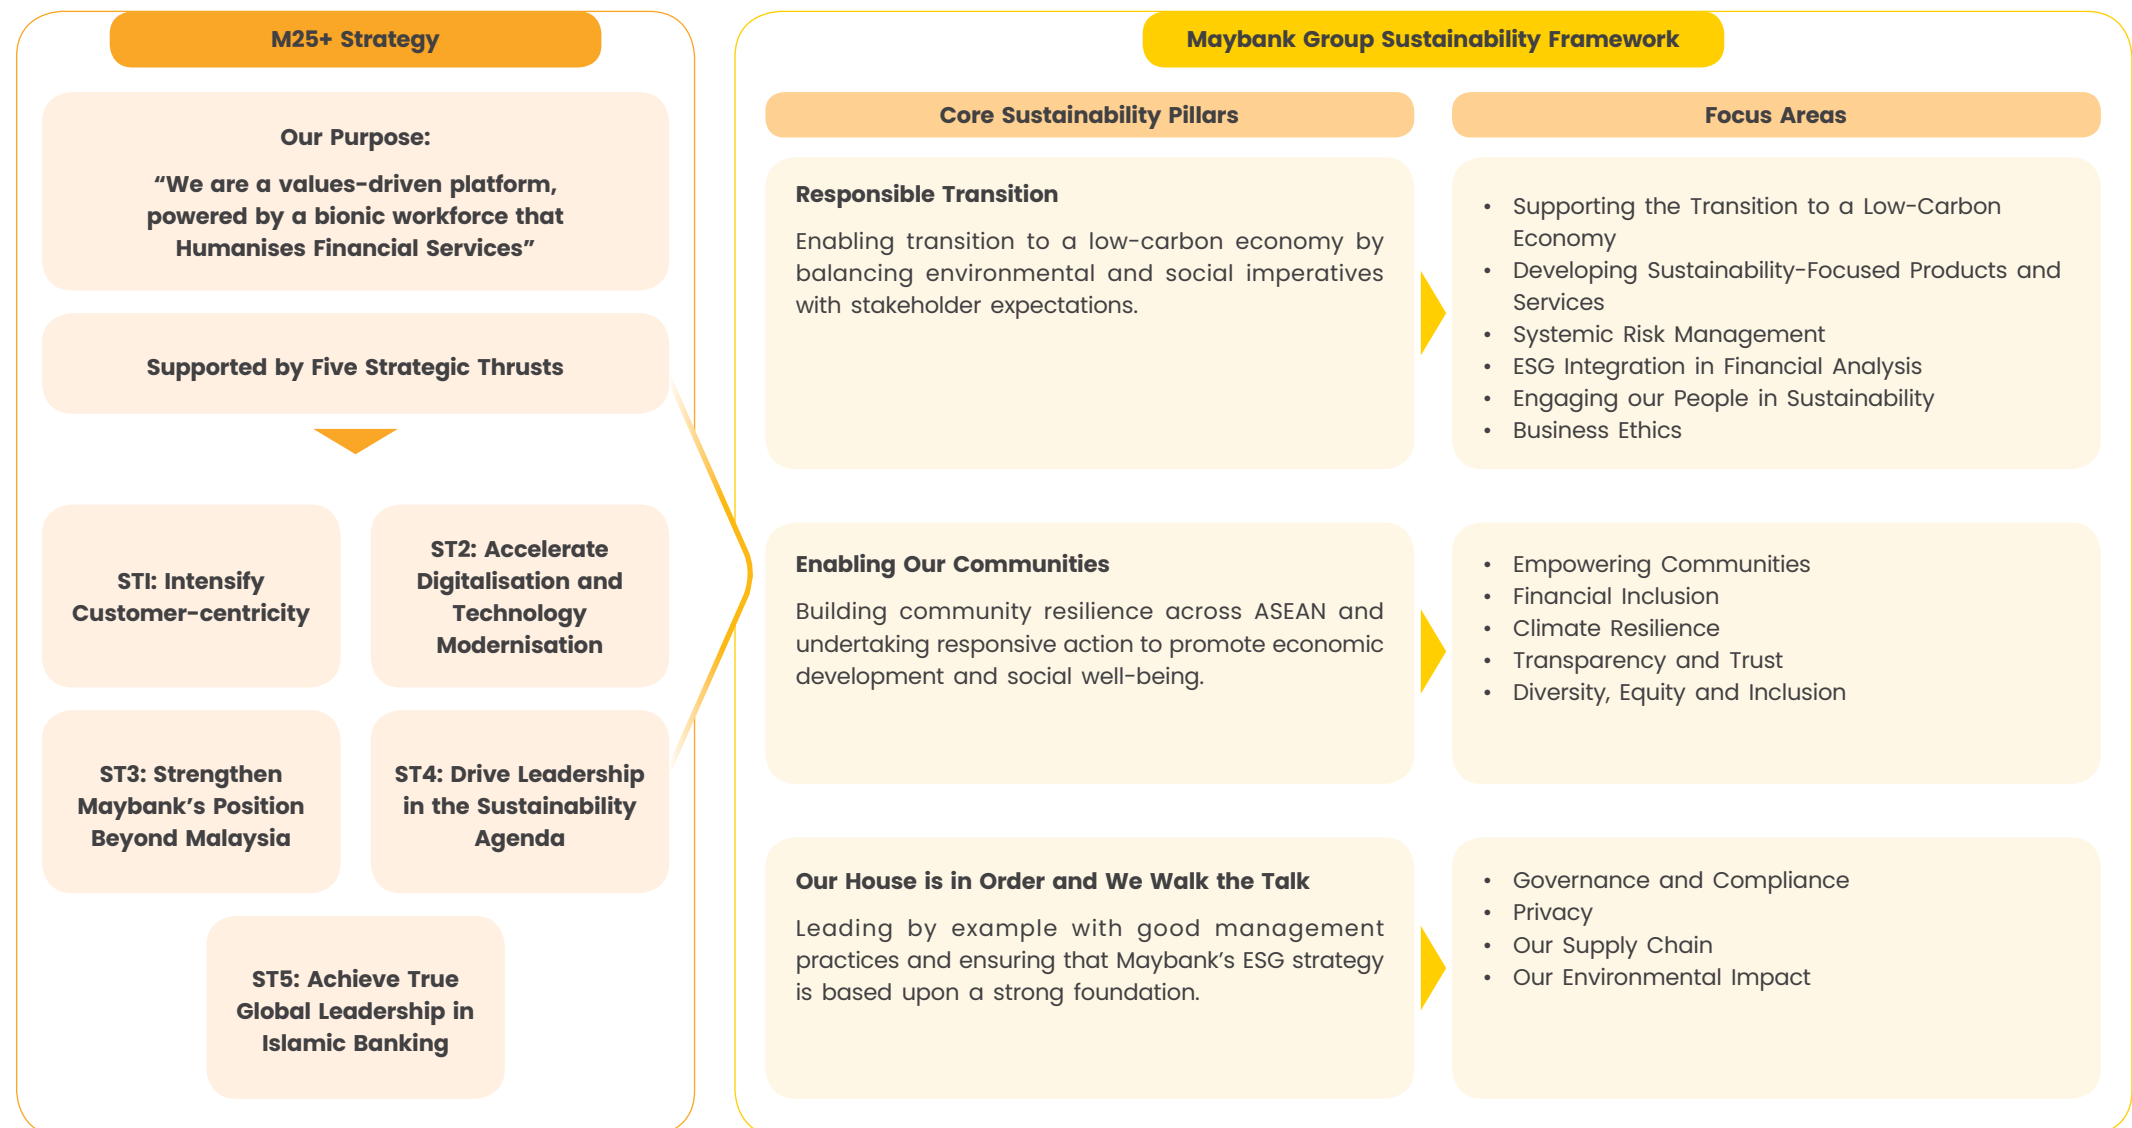 M25+ Strategy
Our Purpose:
“We are a values-driven platform,
powered by a bionic workforce that
Humanises Financial Services”
Supported by Five Strategic Thrusts
ST1: Intensify
Customer-centricity
ST2: Accelerate
Digitalisation and
Technology
Modernisation
ST3: Strengthen
Maybank’s Position
Beyond Malaysia
ST4: Drive Leadership
in the Sustainability
Agenda
ST5: Achieve True
Global Leadership in
Islamic Banking
Maybank Group Sustainability Framework
Core Sustainability Pillars
Focus Areas
Responsible Transition
Enabling transition to a low-carbon economy by
balancing environmental and social imperatives
with stakeholder expectations.
• Supporting the Transition to a Low-Carbon
Economy
• Developing Sustainability-Focused Products and
Services
• Systemic Risk Management
• ESG Integration in Financial Analysis
• Engaging our People in Sustainability
• Business Ethics
Enabling Our Communities
Building community resilience across ASEAN and
undertaking responsive action to promote economic
development and social well-being.
• Empowering Communities
• Financial Inclusion
• Climate Resilience
• Transparency and Trust
• Diversity, Equity and Inclusion
Our House is in Order and We Walk the Talk
Leading by example with good management
practices and ensuring that Maybank’s ESG strategy
is based upon a strong foundation.
• Governance and Compliance
• Privacy
• Our Supply Chain
• Our Environmental Impact